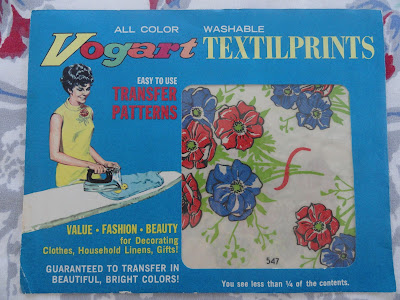 ALL COLOR WASHABLE
Vogart TEXTILPRINTS
EASY TO USE
TRANSFER
PATTERNS
VALUE • FASHION • BEAUTY
for Decorating
Clothes, Household Linens, Gifts!
GUARANTEED TO TRANSFER IN
BEAUTIFUL, BRIGHT COLORS!
547
You see less than ¼ of the contents.